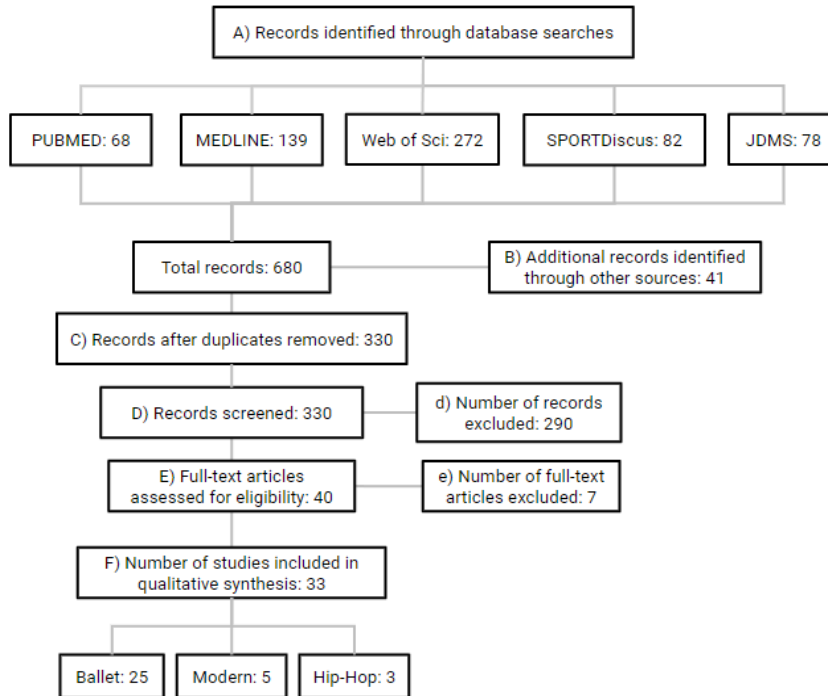 A) Records identified through database searches
PUBMED: 68
MEDLINE: 139
Web of Sci: 272
SPORTDiscus: 82
JDMS: 78
Total records: 680
B) Additional records identified
through other sources: 41
C) Records after duplicates removed: 330
D) Records screened: 330
d) Number of records
excluded: 290
E) Full-text articles
assessed for eligibility: 40
e) Number of full-text
articles excluded: 7
F) Number of studies included in
qualitative synthesis: 33
Ballet: 25
Modern: 5
Hip-Hop: 3